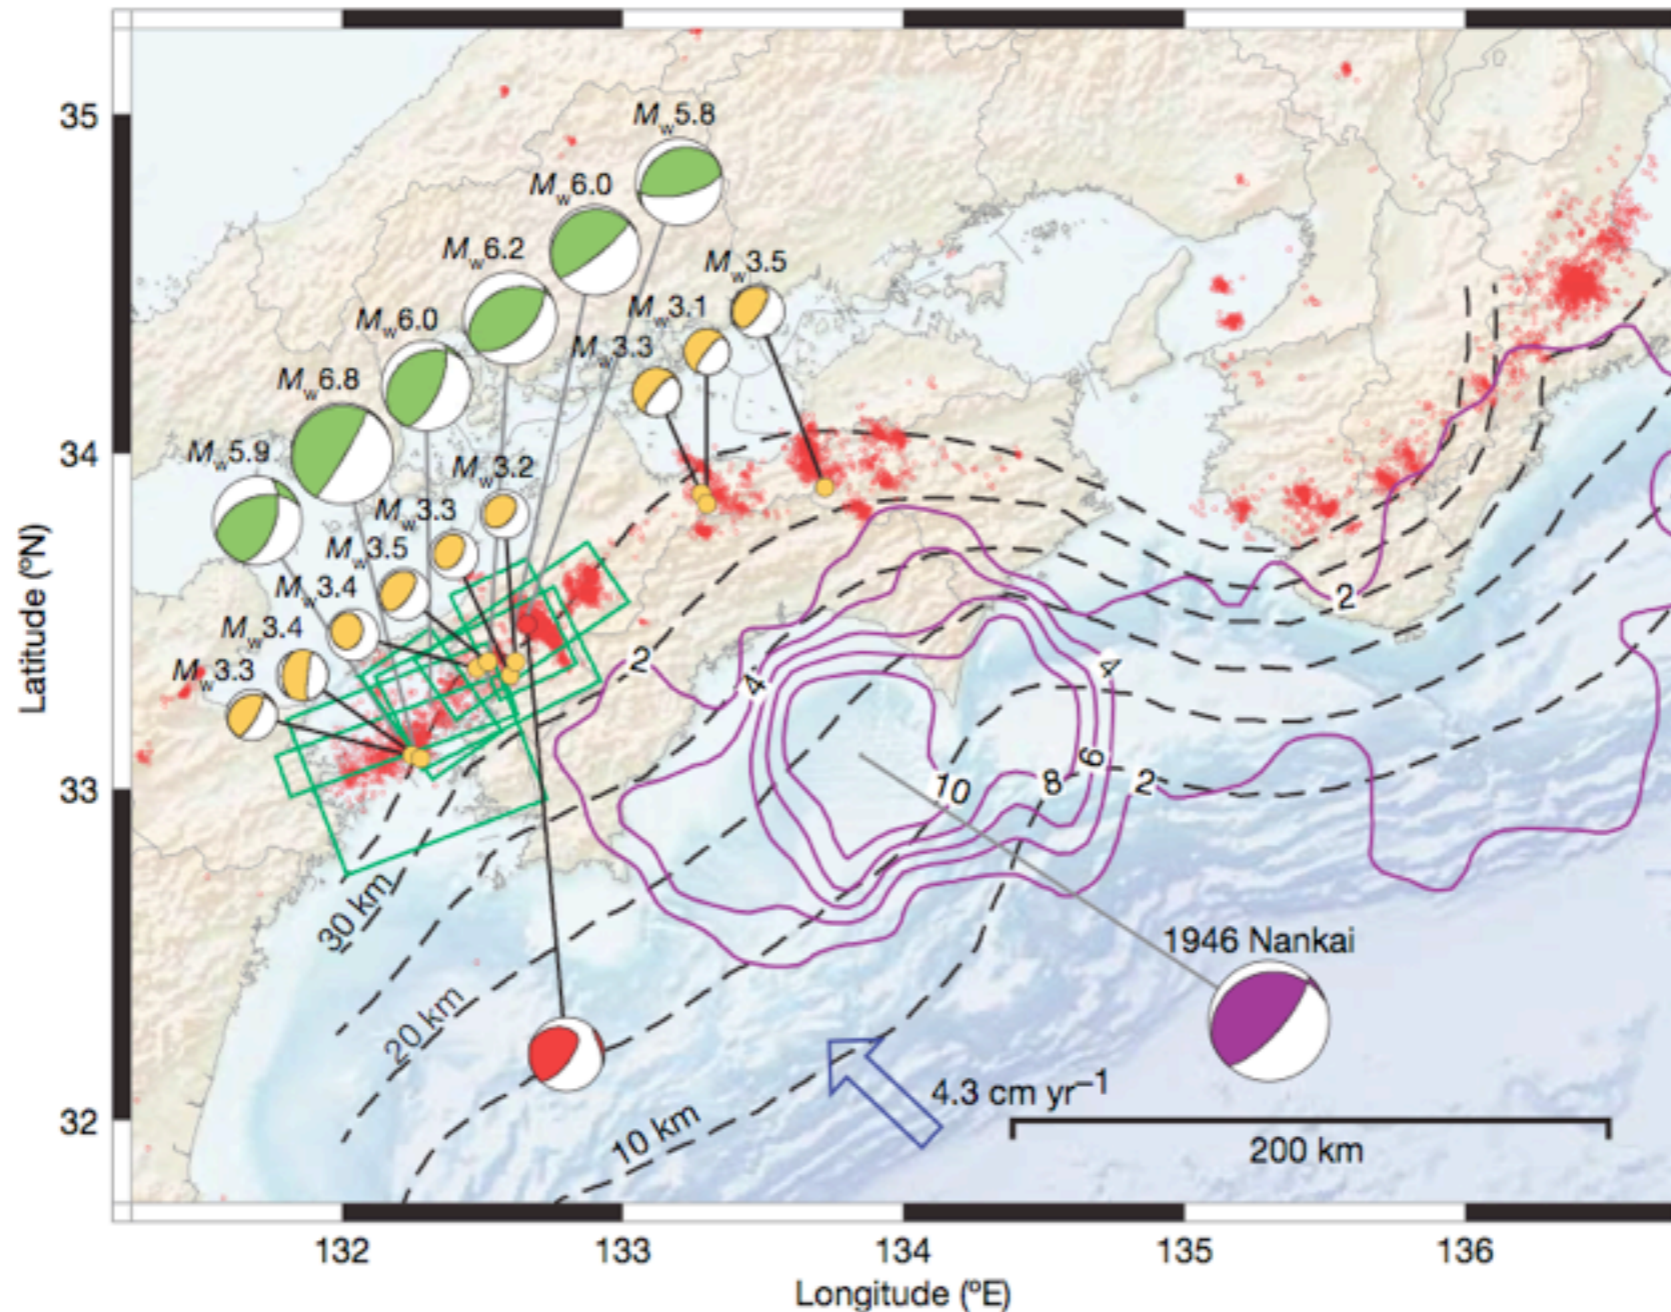 35
34
33
32
Latitude (ºN)
132
133
134
135
136
Longitude (ºE)
Mw5.8
Mw6.0
Mw6.2
Mw6.0
Mw6.8
Mw5.9
Mw3.5
Mw3.1
Mw3.3
Mw3.2
Mw3.3
Mw3.5
Mw3.4
Mw3.4
Mw3.3
2
4
2
4
6
8
10
2
30 km
20 km
10 km
1946 Nankai
4.3 cm yr–1
200 km